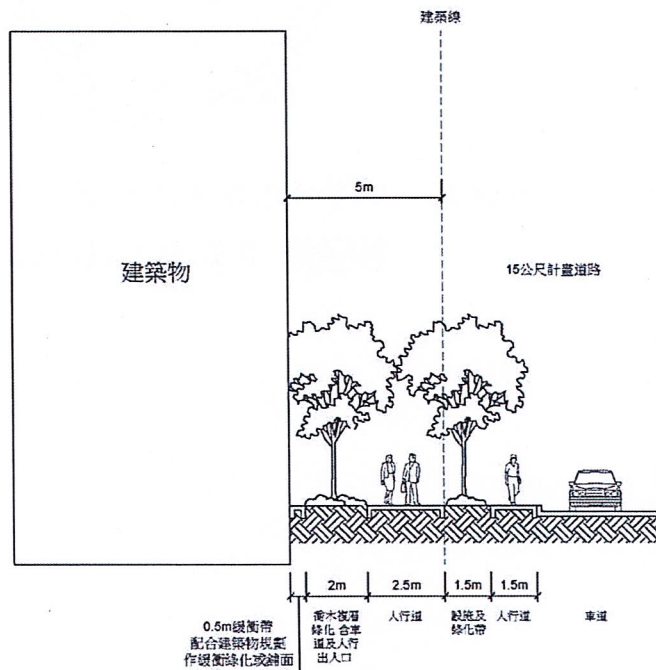 建築線
5m
建築物
15公尺計畫道路
2m
2.5m
1.5m
1.5m
0.5m緩衝帶
配合建築物規劃
作緩衝綠化或鋪面
喬木複層
綠化 含車
道及人行
出入口
人行道
設施及
綠化帶
人行道
車道